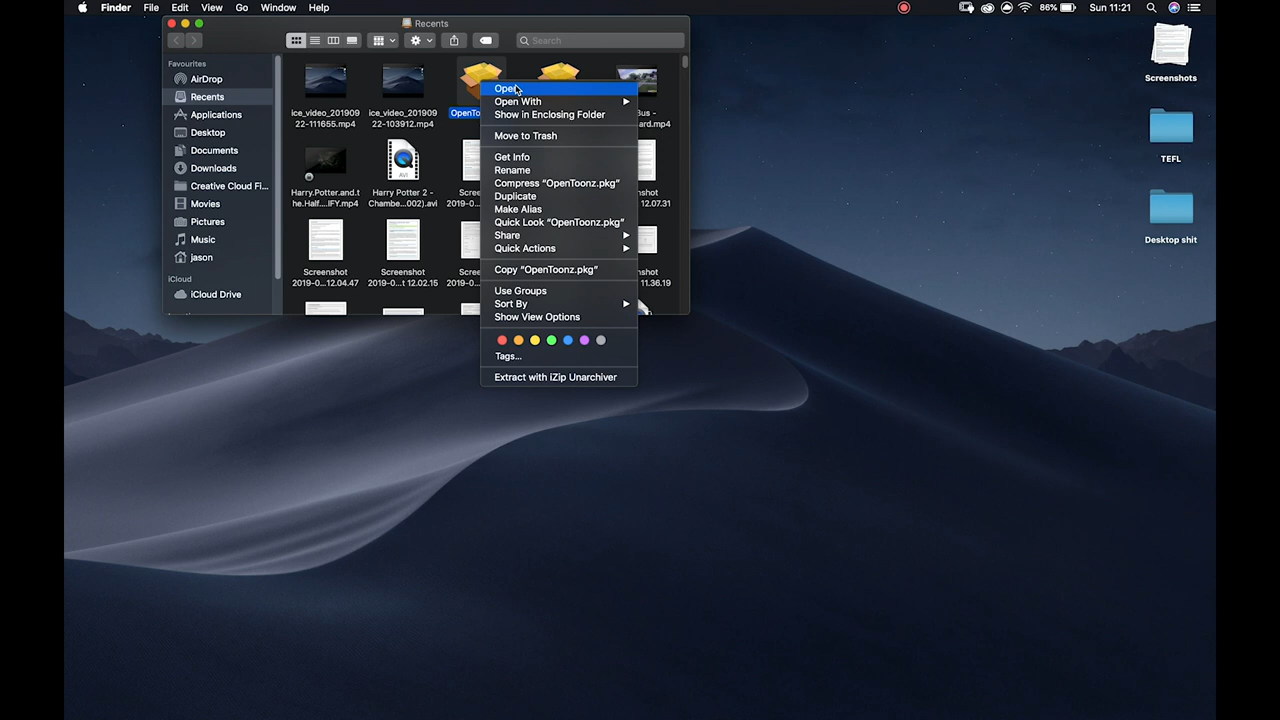 Finder File Edit View Go Window Help 86% Sun 11:21
Recents
Search
Favourites
AirDrop
Recents
Applications
Desktop
Documents
Downloads
Creative Cloud Fi...
Movies
Pictures
Music
jason
iCloud
iCloud Drive
ice_video_201909
22-111655.mp4
ice_video_201909
22-103912.mp4
OpenTo
Bus -
ard.mp4
Harry.Potter.and.t
he.Half....IFY.mp4
AVI
Harry Potter 2 -
Chambe...002).avi
Scree
2019-0
shot
12.07.31
Screenshot
2019-0...12.04.47
Screenshot
2019-0...t 12.02.15
Scree
2019-0
shot
11.36.19
Open
Open With
Show in Enclosing Folder
Move to Trash
Get Info
Rename
Compress “OpenToonz.pkg”
Duplicate
Make Alias
Quick Look “OpenToonz.pkg”
Share
Quick Actions
Copy “OpenToonz.pkg”
Use Groups
Sort By
Show View Options
Tags...
Extract with iZip Unarchiver
Screenshots
TEFL
Desktop shit